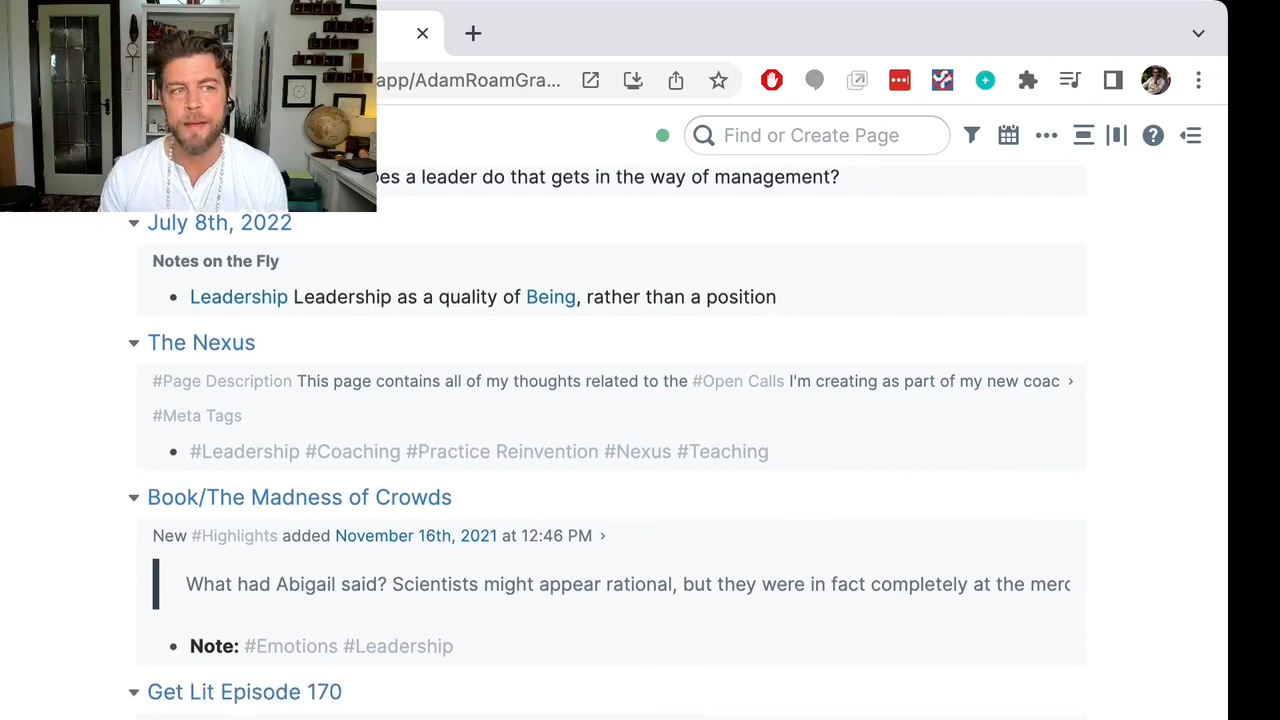 app/AdamRoamGra...
Find or Create Page
es a leader do that gets in the way of management?
July 8th, 2022
Notes on the Fly
Leadership Leadership as a quality of Being, rather than a position
The Nexus
#Page Description This page contains all of my thoughts related to the #Open Calls I'm creating as part of my new coac
#Meta Tags
#Leadership #Coaching #Practice Reinvention #Nexus #Teaching
Book/The Madness of Crowds
New #Highlights added November 16th, 2021 at 12:46 PM
What had Abigail said? Scientists might appear rational, but they were in fact completely at the merc
Note: #Emotions #Leadership
Get Lit Episode 170